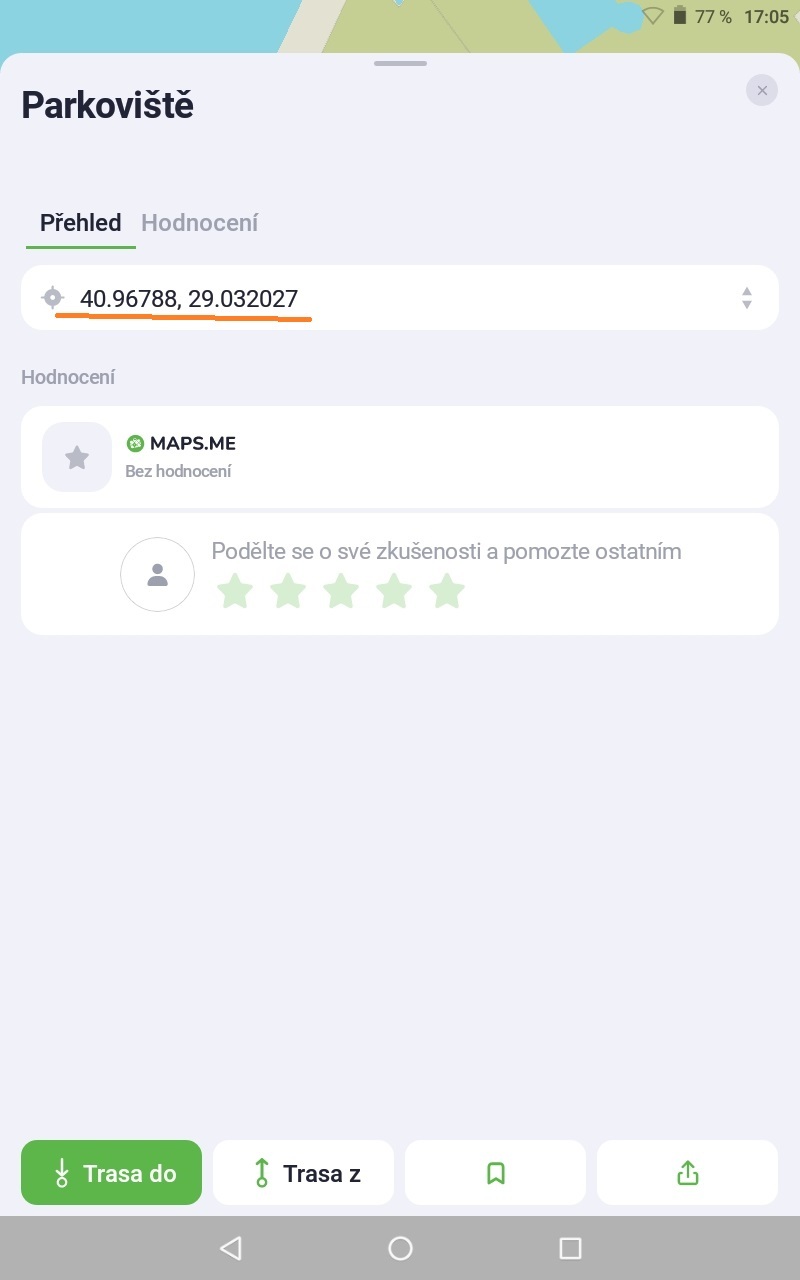 77 % 17:05
Parkoviště
Přehled Hodnocení
40.96788, 29.032027
Hodnocení
MAPS.ME
Bez hodnocení
Podělte se o své zkušenosti a pomozte ostatním
Trasa do Trasa z